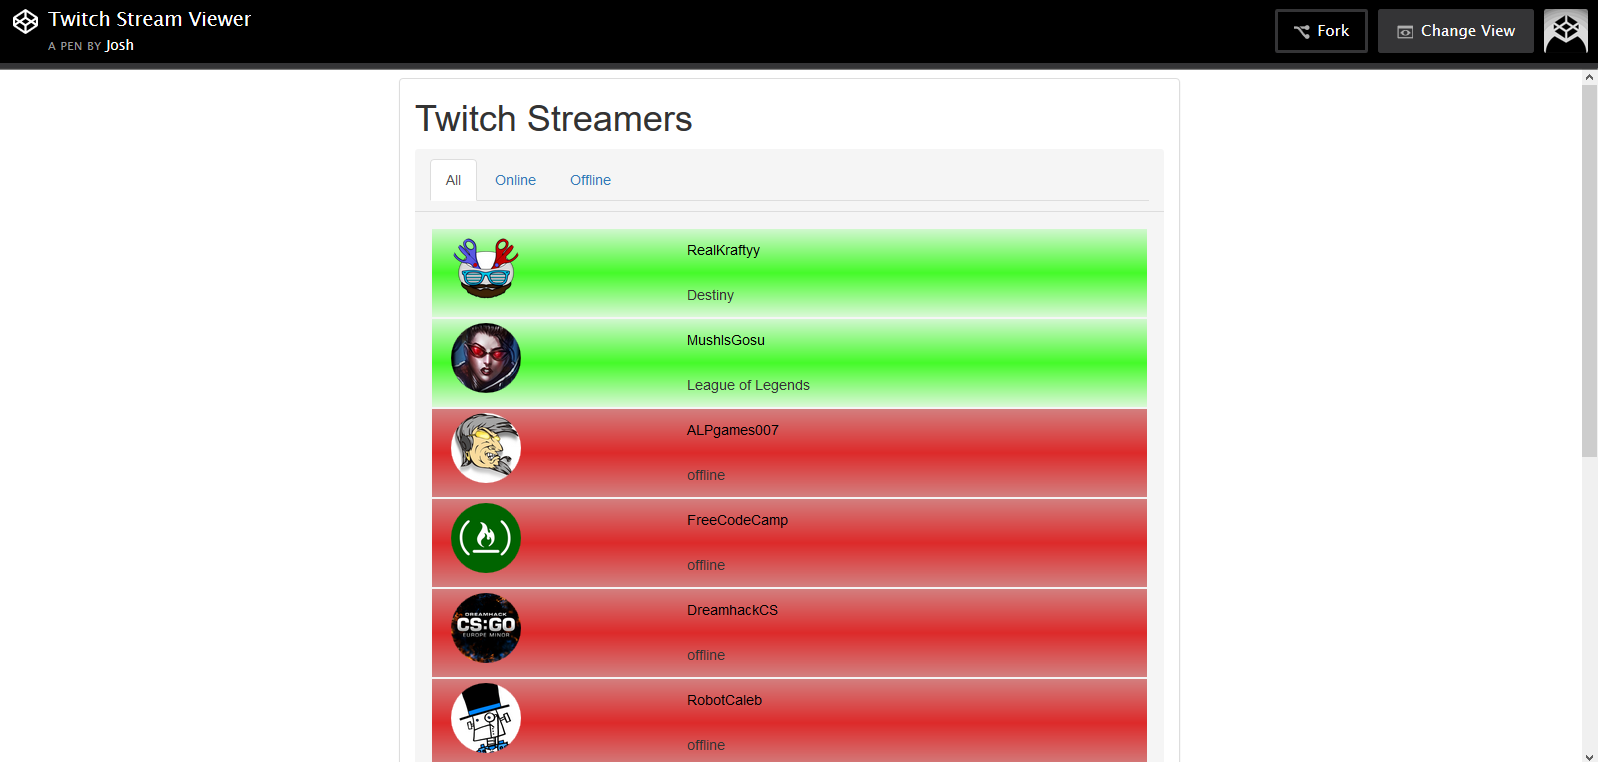 Twitch Stream Viewer
A PEN BY Josh
Fork
Change View
Twitch Streamers
All
Online
Offline
RealKraftyy
Destiny
MushIsGosu
League of Legends
ALPgames007
offline
FreeCodeCamp
offline
DREAMHACK
CS:GO
EUROPE MINOR
DreamhackCS
offline
RobotCaleb
offline